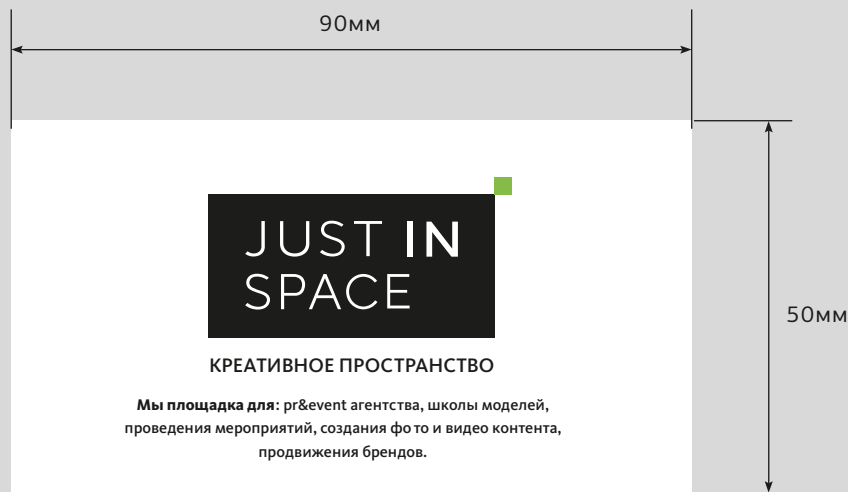 90мм
JUST IN
SPACE
50мм
КРЕАТИВНОЕ ПРОСТРАНСТВО
Мы площадка для: pr&event агентства, школы моделей,
проведения мероприятий, создания фо то и видео контента,
продвижения брендов.